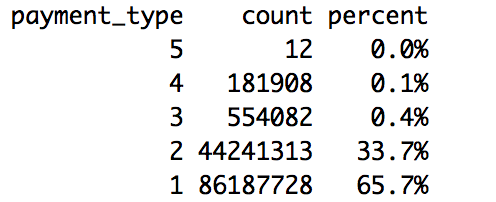 payment_type count percent
5 12 0.0%
4 181908 0.1%
3 554082 0.4%
2 44241313 33.7%
1 86187728 65.7%